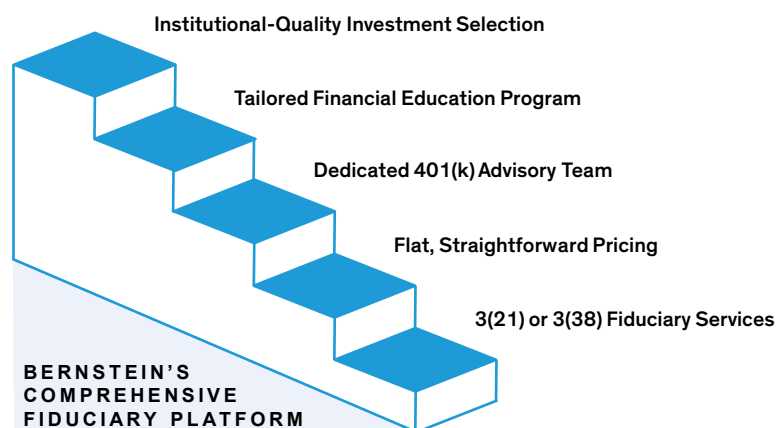 Institutional-Quality Investment Selection
Tailored Financial Education Program
Dedicated 401(k) Advisory Team
Flat, Straightforward Pricing
3(21) or 3(38) Fiduciary Services
BERNSTEIN'S
COMPREHENSIVE
FIDUCIARY PLATFORM